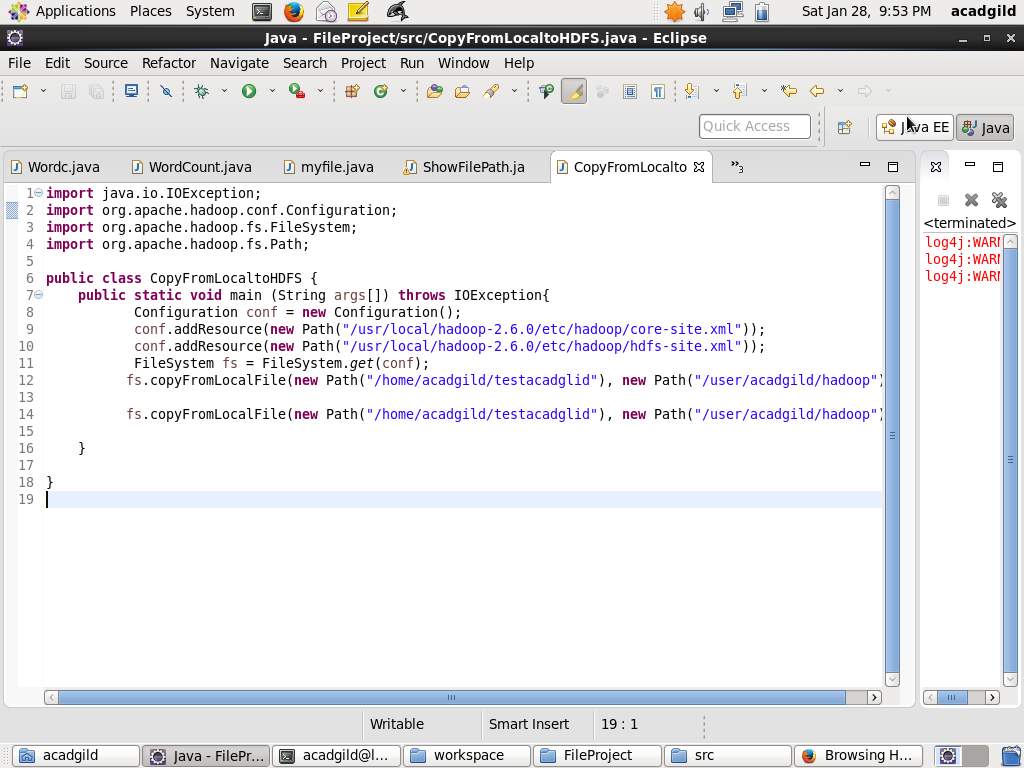 Applications Places System Sat Jan 28, 9:53 PM acadgild
Java - FileProject/src/CopyFromLocaltoHDFS.java - Eclipse
File Edit Source Refactor Navigate Search Project Run Window Help
Quick Access Java EE Java
Wordc.java WordCount.java myfile.java ShowFilePath.ja CopyFromLocalto »3
<terminated>
log4j:WARN
log4j:WARN
log4j:WARN
1 import java.io.IOException;
2 import org.apache.hadoop.conf.Configuration;
3 import org.apache.hadoop.fs.FileSystem;
4 import org.apache.hadoop.fs.Path;
5
6 public class CopyFromLocaltoHDFS {
7 public static void main (String args[]) throws IOException{
8 Configuration conf = new Configuration();
9 conf.addResource(new Path("/usr/local/hadoop-2.6.0/etc/hadoop/core-site.xml"));
10 conf.addResource(new Path("/usr/local/hadoop-2.6.0/etc/hadoop/hdfs-site.xml"));
11 FileSystem fs = FileSystem.get(conf);
12 fs.copyFromLocalFile(new Path("/home/acadgild/testacadglid"), new Path("/user/acadgild/hadoop")
13
14 fs.copyFromLocalFile(new Path("/home/acadgild/testacadglid"), new Path("/user/acadgild/hadoop")
15
16 }
17
18 }
19
Writable Smart Insert 19 : 1
acadgild Java - FilePr... acadgild@l... workspace FileProject src Browsing H...